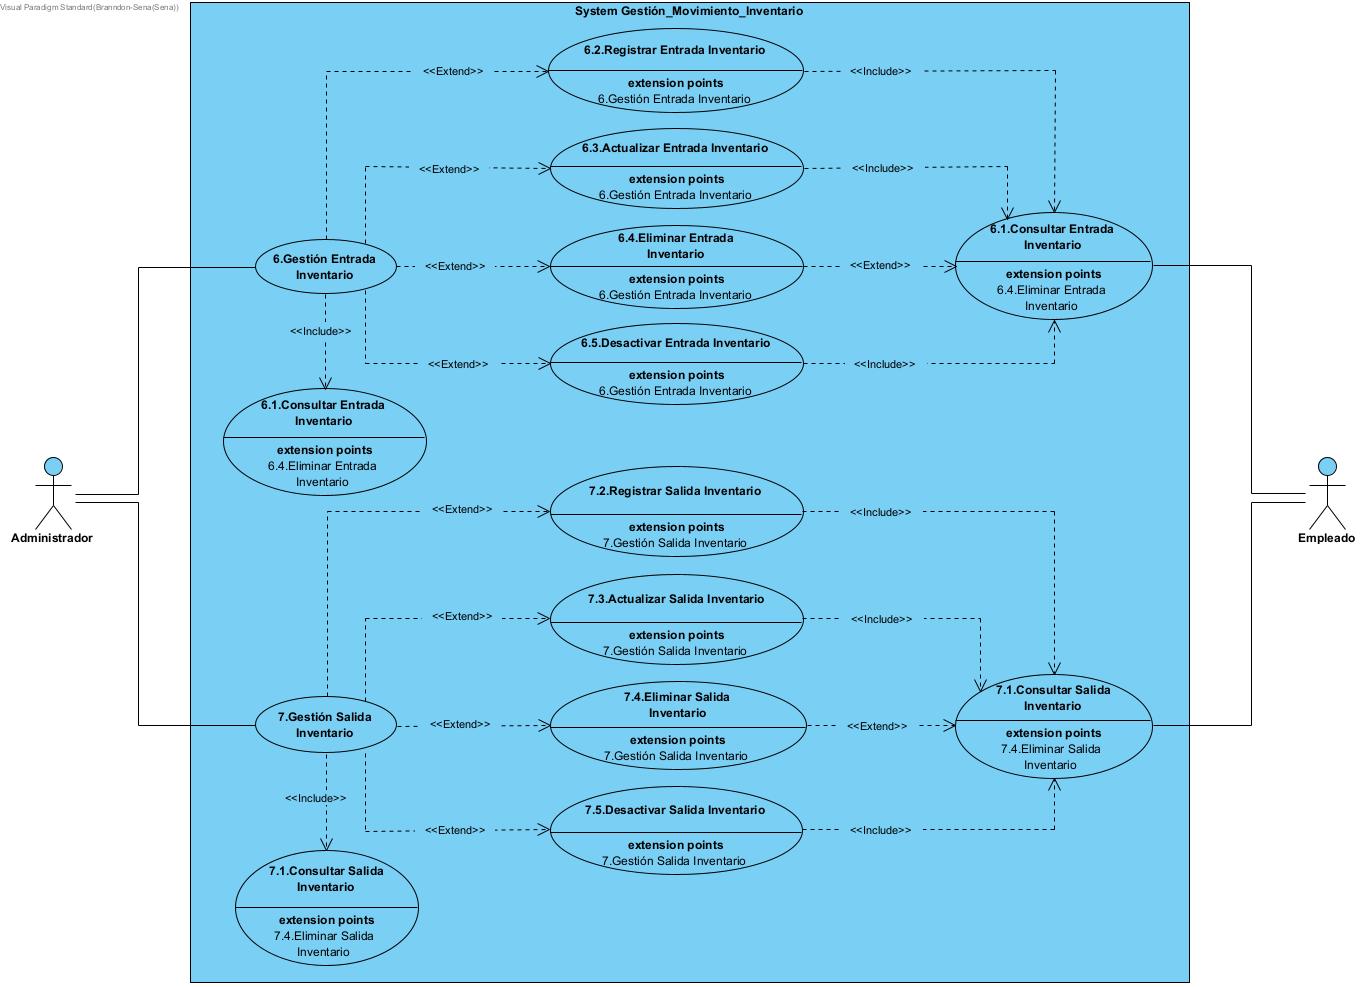 Visual Paradigm Standard(Branndon-Sena(Sena))
System Gestión_Movimiento_Inventario
6.2.Registrar Entrada Inventario
extension points
6.Gestión Entrada Inventario
<<Extend>>
<<Include>>
6.3.Actualizar Entrada Inventario
extension points
6.Gestión Entrada Inventario
<<Extend>>
<<Include>>
6.Gestión Entrada
Inventario
<<Extend>>
6.4.Eliminar Entrada
Inventario
extension points
6.Gestión Entrada Inventario
<<Extend>>
6.1.Consultar Entrada
Inventario
extension points
6.4.Eliminar Entrada
Inventario
<<Include>>
<<Extend>>
6.5.Desactivar Entrada Inventario
extension points
6.Gestión Entrada Inventario
<<Include>>
6.1.Consultar Entrada
Inventario
extension points
6.4.Eliminar Entrada
Inventario
Administrador
Empleado
<<Extend>>
7.2.Registrar Salida Inventario
extension points
7.Gestión Salida Inventario
<<Include>>
<<Extend>>
7.3.Actualizar Salida Inventario
extension points
7.Gestión Salida Inventario
<<Include>>
7.Gestión Salida
Inventario
<<Extend>>
7.4.Eliminar Salida
Inventario
extension points
7.Gestión Salida Inventario
<<Extend>>
7.1.Consultar Salida
Inventario
extension points
7.4.Eliminar Salida
Inventario
<<Include>>
<<Extend>>
7.5.Desactivar Salida Inventario
extension points
7.Gestión Salida Inventario
<<Include>>
7.1.Consultar Salida
Inventario
extension points
7.4.Eliminar Salida
Inventario